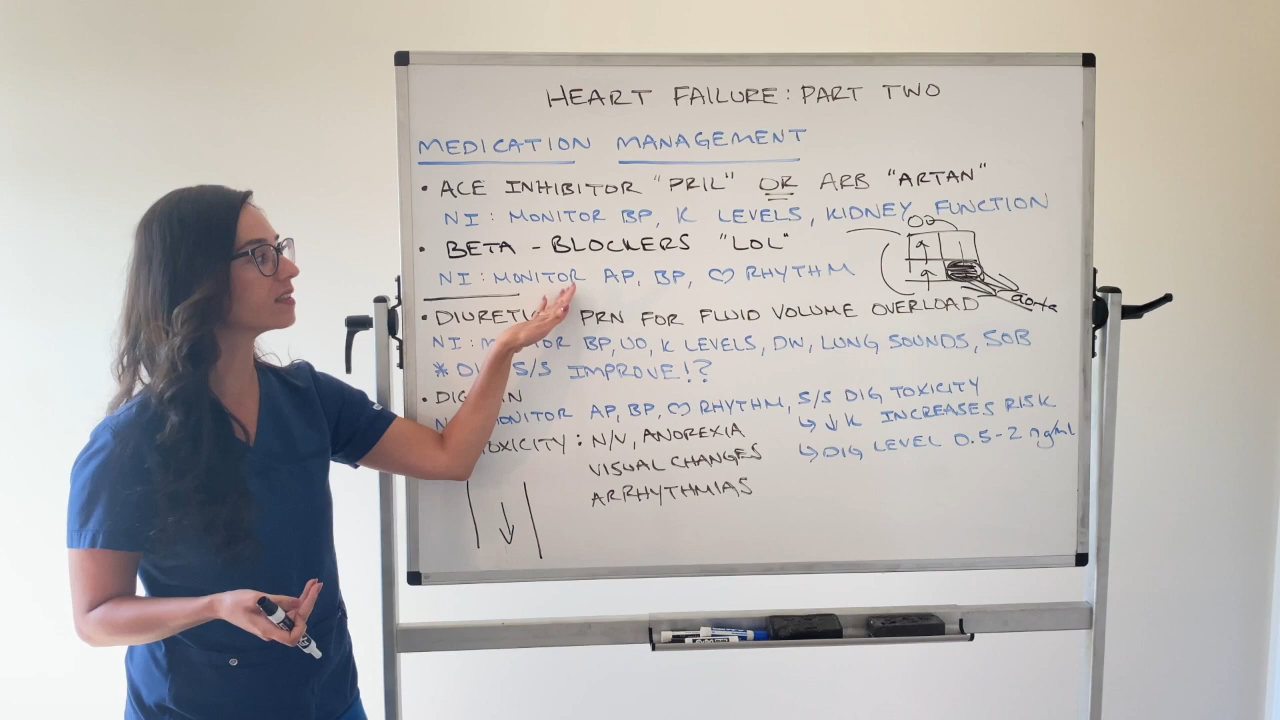 HEART FAILURE: PART TWO
MEDICATION MANAGEMENT
• ACE INHIBITOR "PRIL" OR ARB "ARTAN"
NI: MONITOR BP, K LEVELS, KIDNEY FUNCTION
O2
• BETA-BLOCKERS "LOL"
NI: MONITOR AP, BP, ♡ RHYTHM
aorta
• PRN FOR FLUID VOLUME OVERLOAD
NI: BP, UO, K LEVELS, DW, LUNG SOUNDS, SOB
* S/S IMPROVE!?
AP, BP, ♡ RHYTHM, S/S DIG TOXICITY
↳ ↓K INCREASES RISK
↳ DIG LEVEL 0.5-2 ng/ml
TOXICITY: N/V, ANOREXIA
VISUAL CHANGES
ARRHYTHMIAS